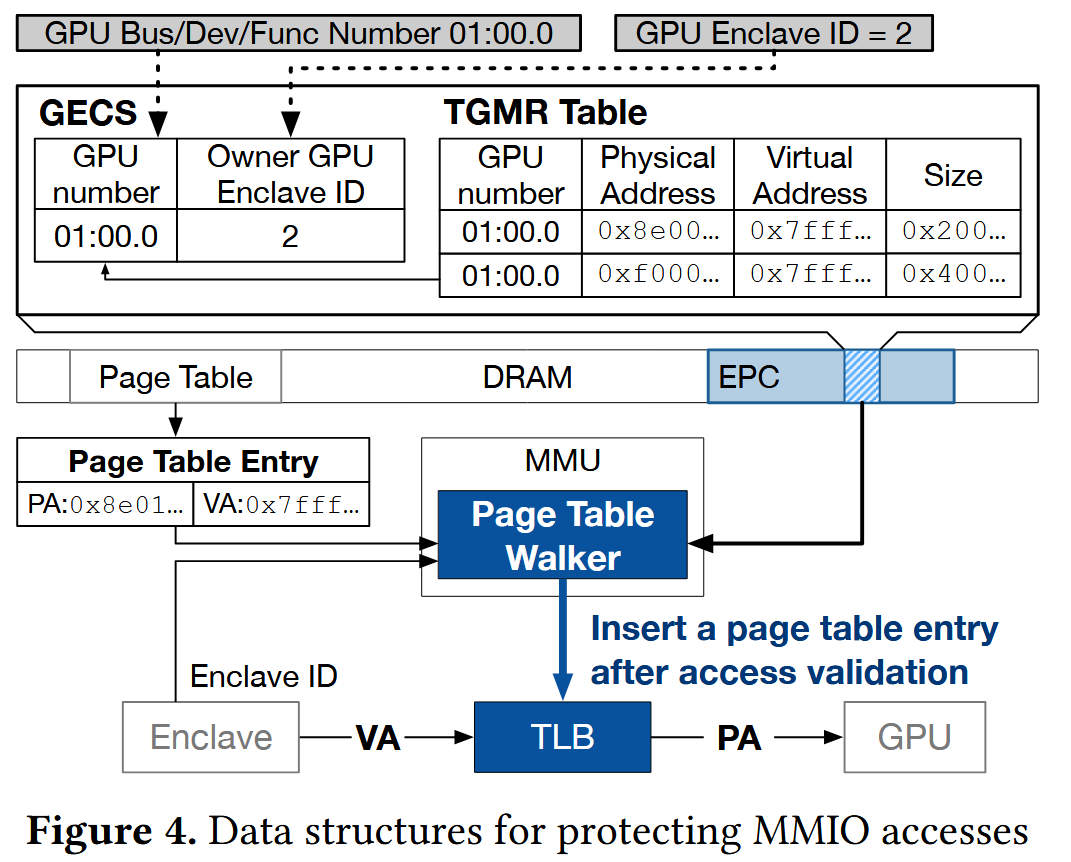 GPU Bus/Dev/Func Number 01:00.0
GPU Enclave ID = 2
GECS
GPU number
Owner GPU Enclave ID
01:00.0
2
TGMR Table
GPU number
Physical Address
Virtual Address
Size
01:00.0
0x8e00...
0x7fff...
0x200...
01:00.0
0xf000...
0x7fff...
0x400...
Page Table
DRAM
EPC
Page Table Entry
PA:0x8e01...
VA:0x7fff...
MMU
Page Table
Walker
Insert a page table entry
after access validation
Enclave ID
Enclave
VA
TLB
PA
GPU
Figure 4. Data structures for protecting MMIO accesses